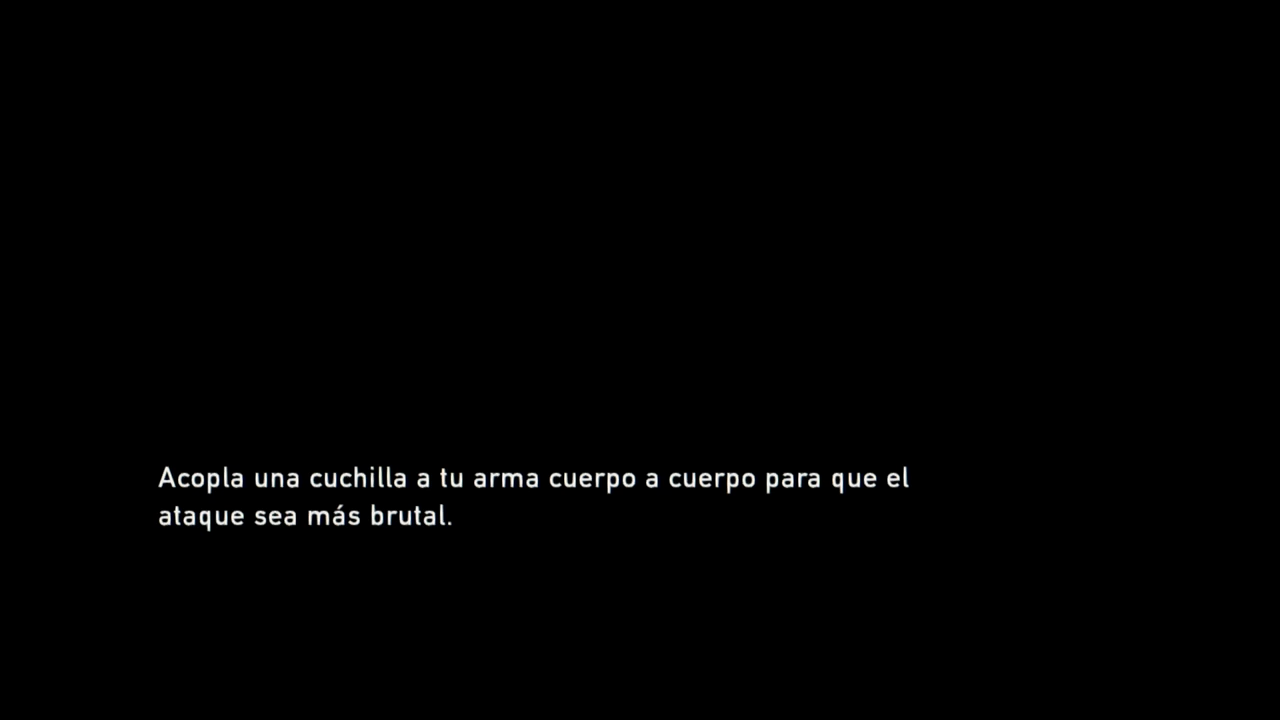 Acopla una cuchilla a tu arma cuerpo a cuerpo para que el
ataque sea más brutal.